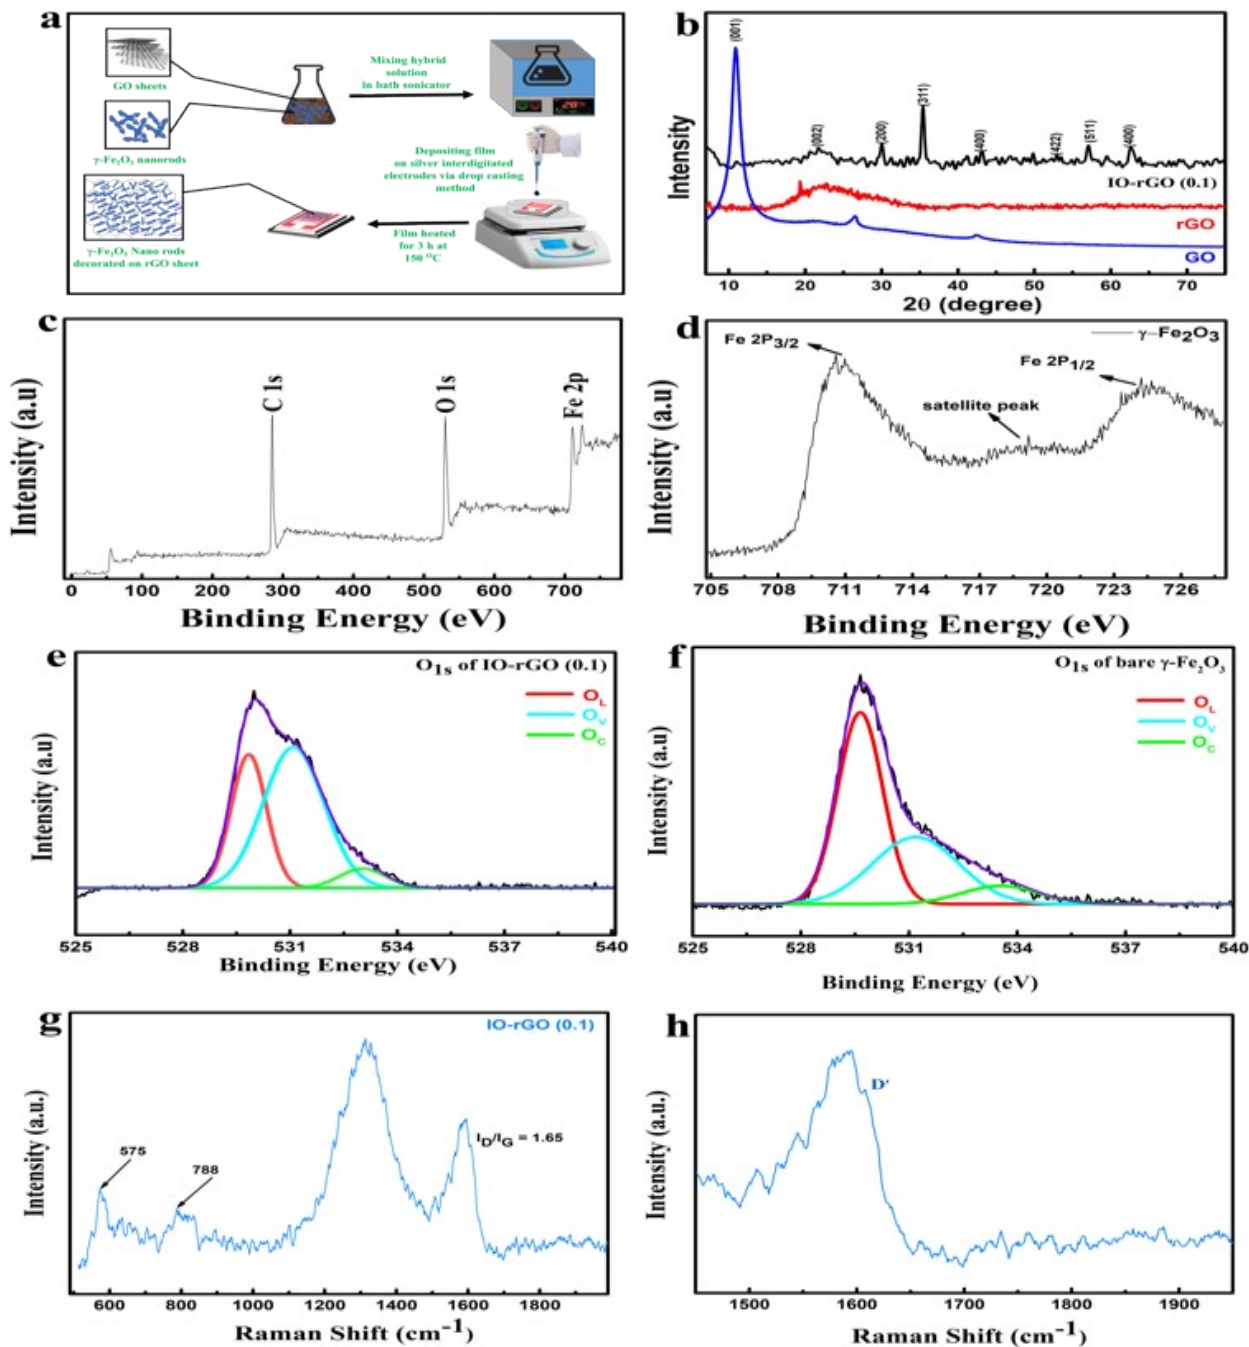 a
GO sheets
γ-Fe₂O₃ nanorods
γ-Fe₂O₃ Nano rods
decorated on rGO sheet
Mixing hybrid
solution
in bath sonicator
Depositing film
on silver interdigitated
electrodes via drop casting
method
Film heated
for 3 h at
150 ⁰C
b
Intensity
(001)
(002)
(200)
(311)
(400)
(422)
(511)
(400)
IO-rGO (0.1)
rGO
GO
10 20 30 40 50 60 70
2θ (degree)
c
Intensity (a.u)
C 1s
O 1s
Fe 2p
0 100 200 300 400 500 600 700
Binding Energy (eV)
d
Intensity (a.u)
Fe 2P3/2
γ-Fe2O3
Fe 2P1/2
satellite peak
705 708 711 714 717 720 723 726
Binding Energy (eV)
e
Intensity (a.u)
O1s of IO-rGO (0.1)
OL
OV
OC
525 528 531 534 537 540
Binding Energy (eV)
f
Intensity (a.u)
O1s of bare γ-Fe2O3
OL
OV
OC
525 528 531 534 537 540
Binding Energy (eV)
g
Intensity (a.u.)
IO-rGO (0.1)
575
788
ID/IG = 1.65
600 800 1000 1200 1400 1600 1800
Raman Shift (cm-1)
h
Intensity (a.u.)
D'
1500 1600 1700 1800 1900
Raman Shift (cm-1)